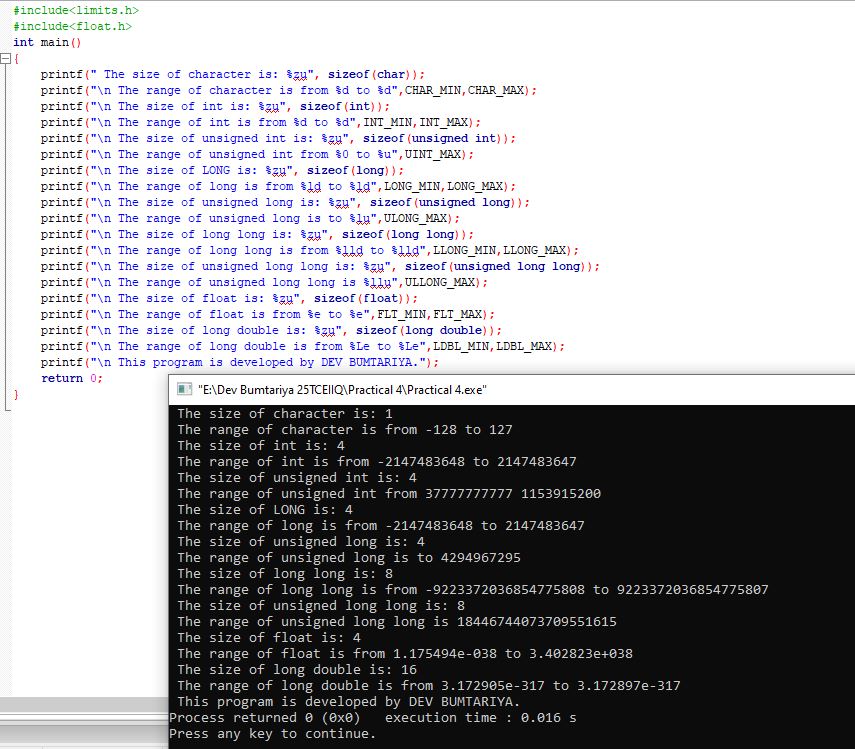 #include<limits.h>
#include<float.h>
int main()
{
printf(" The size of character is: %zu", sizeof(char));
printf("\n The range of character is from %d to %d",CHAR_MIN,CHAR_MAX);
printf("\n The size of int is: %zu", sizeof(int));
printf("\n The range of int is from %d to %d",INT_MIN,INT_MAX);
printf("\n The size of unsigned int is: %zu", sizeof(unsigned int));
printf("\n The range of unsigned int from %0 to %u",UINT_MAX);
printf("\n The size of LONG is: %zu", sizeof(long));
printf("\n The range of long is from %ld to %ld",LONG_MIN,LONG_MAX);
printf("\n The size of unsigned long is: %zu", sizeof(unsigned long));
printf("\n The range of unsigned long is to %lu",ULONG_MAX);
printf("\n The size of long long is: %zu", sizeof(long long));
printf("\n The range of long long is from %lld to %lld",LLONG_MIN,LLONG_MAX);
printf("\n The size of unsigned long long is: %zu", sizeof(unsigned long long));
printf("\n The range of unsigned long long is %llu",ULLONG_MAX);
printf("\n The size of float is: %zu", sizeof(float));
printf("\n The range of float is from %e to %e",FLT_MIN,FLT_MAX);
printf("\n The size of long double is: %zu", sizeof(long double));
printf("\n The range of long double is from %Le to %Le",LDBL_MIN,LDBL_MAX);
printf("\n This program is developed by DEV BUMTARIYA.");
return 0;
}
"E:\Dev Bumtariya 25TCEIIQ\Practical 4\Practical 4.exe"
The size of character is: 1
The range of character is from -128 to 127
The size of int is: 4
The range of int is from -2147483648 to 2147483647
The size of unsigned int is: 4
The range of unsigned int from 37777777777 1153915200
The size of LONG is: 4
The range of long is from -2147483648 to 2147483647
The size of unsigned long is: 4
The range of unsigned long is to 4294967295
The size of long long is: 8
The range of long long is from -9223372036854775808 to 9223372036854775807
The size of unsigned long long is: 8
The range of unsigned long long is 18446744073709551615
The size of float is: 4
The range of float is from 1.175494e-038 to 3.402823e+038
The size of long double is: 16
The range of long double is from 3.172905e-317 to 3.172897e-317
This program is developed by DEV BUMTARIYA.
Process returned 0 (0x0)   execution time : 0.016 s
Press any key to continue.